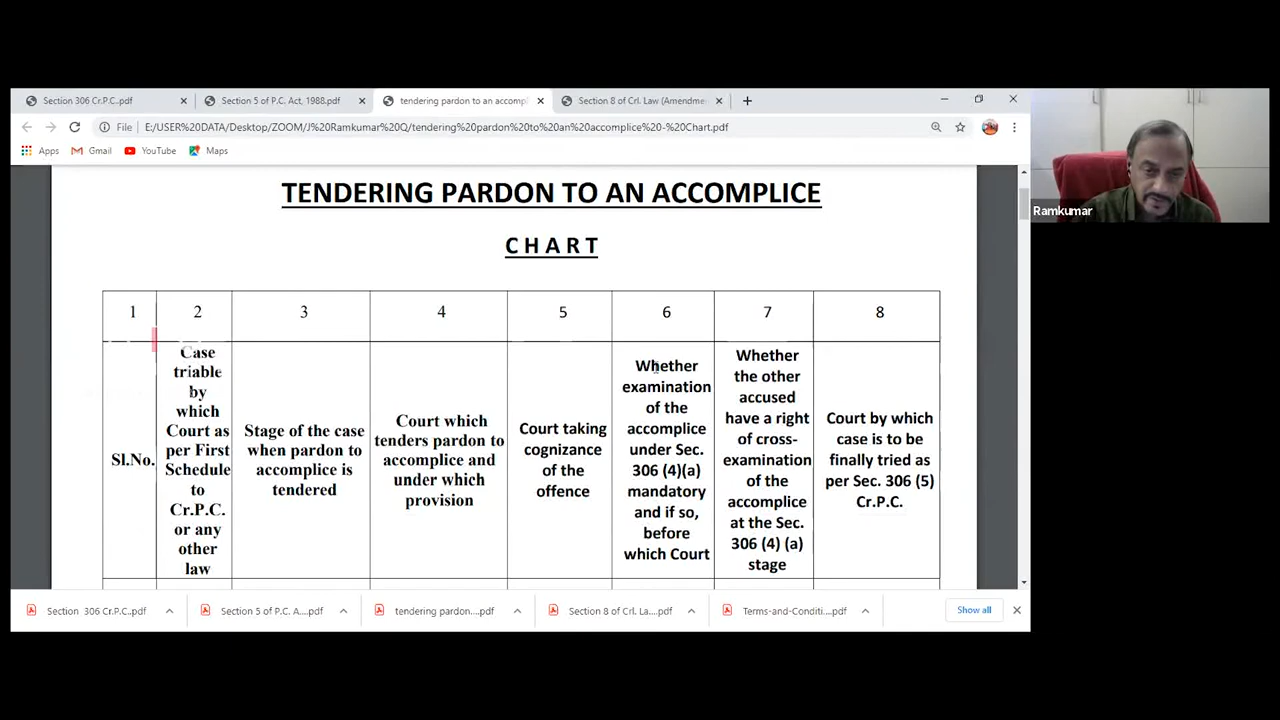 Section 306 Cr.P.C.pdf
Section 5 of P.C. Act, 1988.pdf
tendering pardon to an accompl
Section 8 of Crl. Law (Amendme
File
E:/USER%20DATA/Desktop/ZOOM/J%20Ramkumar%20Q/tendering%20pardon%20to%20an%20accomplice%20-%20Chart.pdf
Apps
Gmail
YouTube
Maps
Ramkumar
TENDERING PARDON TO AN ACCOMPLICE
C H A R T
1
2
3
4
5
6
7
8
Sl.No.
Case
triable
by
which
Court as
per First
Schedule
to
Cr.P.C.
or any
other
law
Stage of the case
when pardon to
accomplice is
tendered
Court which
tenders pardon to
accomplice and
under which
provision
Court taking
cognizance
of the
offence
Whether
examination
of the
accomplice
under Sec.
306 (4)(a)
mandatory
and if so,
before
which Court
Whether
the other
accused
have a right
of cross-
examination
of the
accomplice
at the Sec.
306 (4) (a)
stage
Court by which
case is to be
finally tried as
per Sec. 306 (5)
Cr.P.C.
Section 306 Cr.P.C..pdf
Section 5 of P.C. A....pdf
tendering pardon....pdf
Section 8 of Crl. La....pdf
Terms-and-Conditi....pdf
Show all